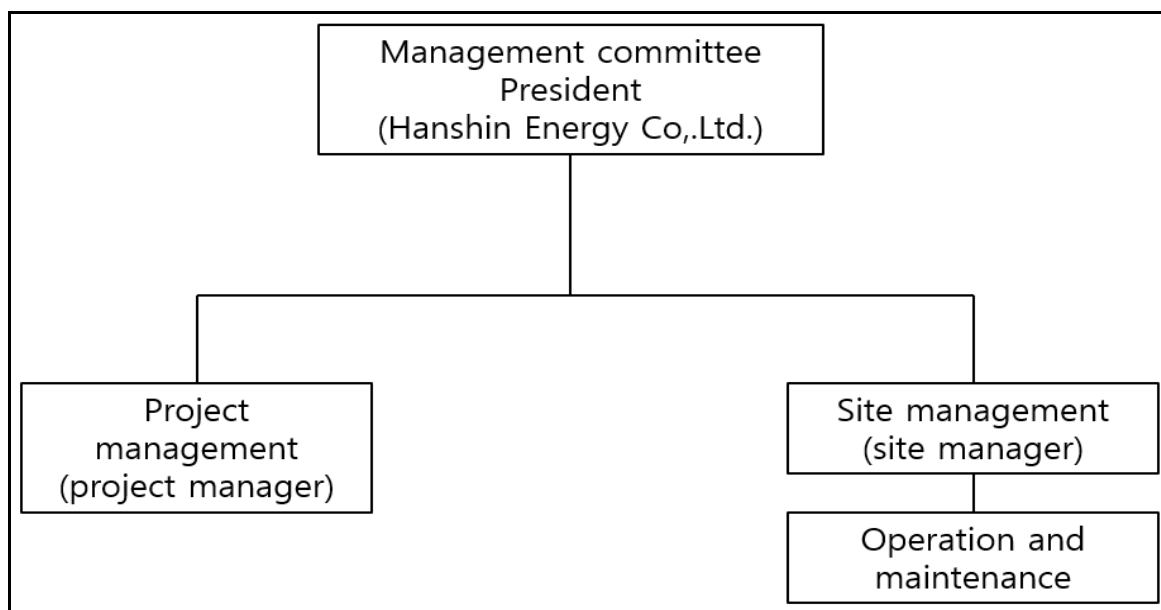 Management committee
President
(Hanshin Energy Co,.Ltd.)
Project
management
(project manager)
Site management
(site manager)
Operation and
maintenance